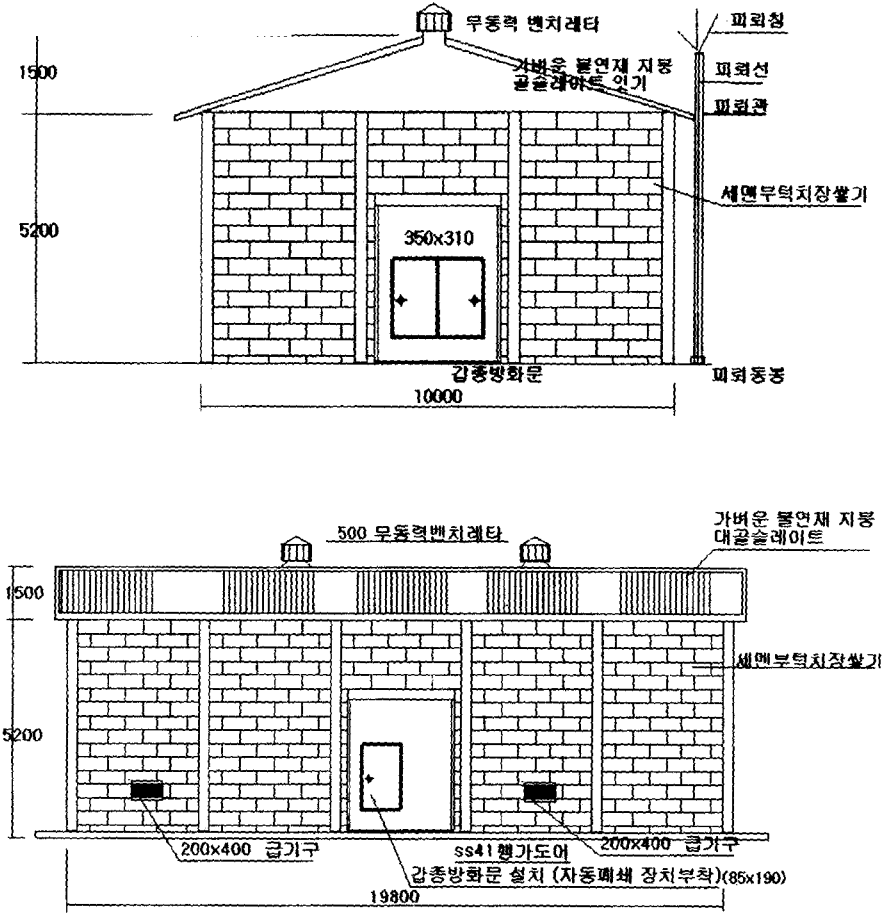 무동력 벤치레타
피뢰침
1500
가벼운 불연재 지붕
골슬레이트 잇기
피뢰선
피뢰관
세멘부럭치장쌓기
5200
350x310
갑종방화문
피뢰동봉
10000
500 무동력벤치레타
가벼운 불연재 지붕
대골슬레이트
1500
세멘부럭치장쌓기
5200
200x400 급기구
ss41행가도어
200x400 급기구
갑종방화문 설치 (자동폐쇄 장치부착)(85x190)
19800